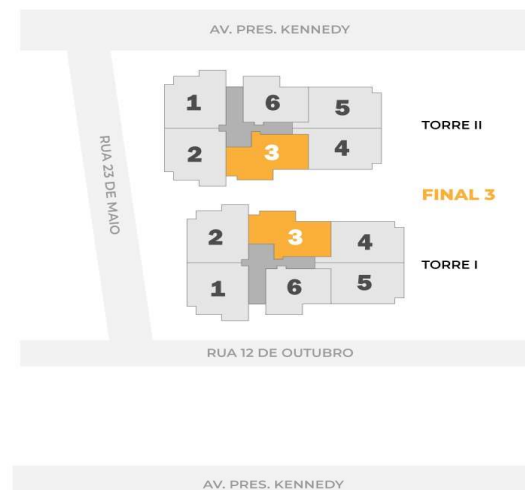 AV. PRES. KENNEDY
RUA 23 DE MAIO
1
6
5
TORRE II
2
3
4
FINAL 3
2
3
4
TORRE I
1
6
5
RUA 12 DE OUTUBRO
AV. PRES. KENNEDY